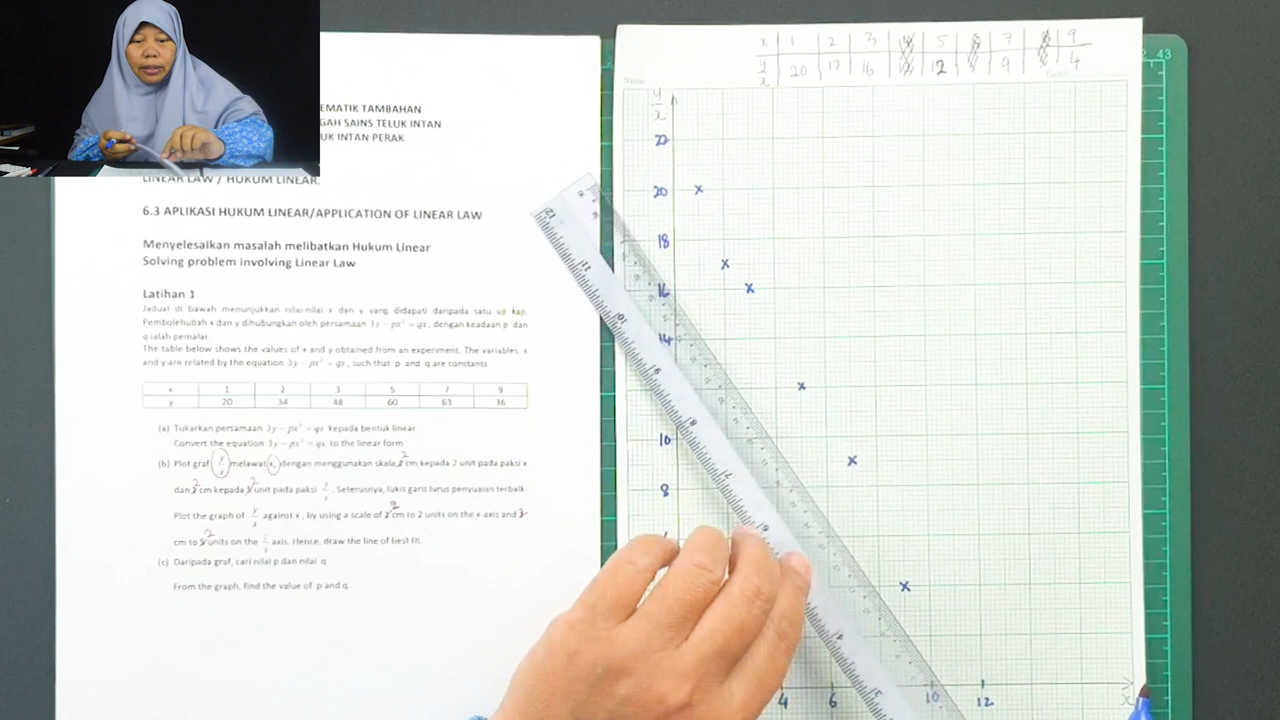 EMATIK TAMBAHAN
GAH SAINS TELUK INTAN
UK INTAN PERAK
LINEAR LAW / HUKUM LINEAR.
6.3 APLIKASI HUKUM LINEAR/APPLICATION OF LINEAR LAW
Menyelesaikan masalah melibatkan Hukum Linear
Solving problem involving Linear Law
Latihan 1
Jadual di bawah menunjukkan nilai-nilai x dan y yang didapati daripada satu uji kaji.
Pembolehubah x dan y dihubungkan oleh persamaan 3y − px² = qx, dengan keadaan p dan
q ialah pemalar.
The table below shows the values of x and y obtained from an experiment. The variables, x
and y are related by the equation 3y − px² = qx, such that p and q are constants.
x 1 2 3 5 7 9
y 20 34 48 60 63 36
(a) Tukarkan persamaan 3y − px² = qx kepada bentuk linear
Convert the equation 3y − px² = qx to the linear form
(b) Plot graf y/x melawan x, dengan menggunakan skala 2 cm kepada 2 unit pada paksi x
dan 2 cm kepada 2 unit pada paksi y/x. Seterusnya, lukis garis lurus penyuaian terbaik.
Plot the graph of y/x against x, by using a scale of 2 cm to 2 units on the x axis and 2
cm to 2 units on the y/x axis. Hence, draw the line of best fit.
(c) Daripada graf, cari nilai p dan nilai q
From the graph, find the value of p and q.
x 1 2 3 5 7 9
y/x 20 17 16 12 9 4
Nama:
y/x
22
20
18
16
14
10
8
4 6 10 12 x
12 11 10 9 8 7 6 4 3
43